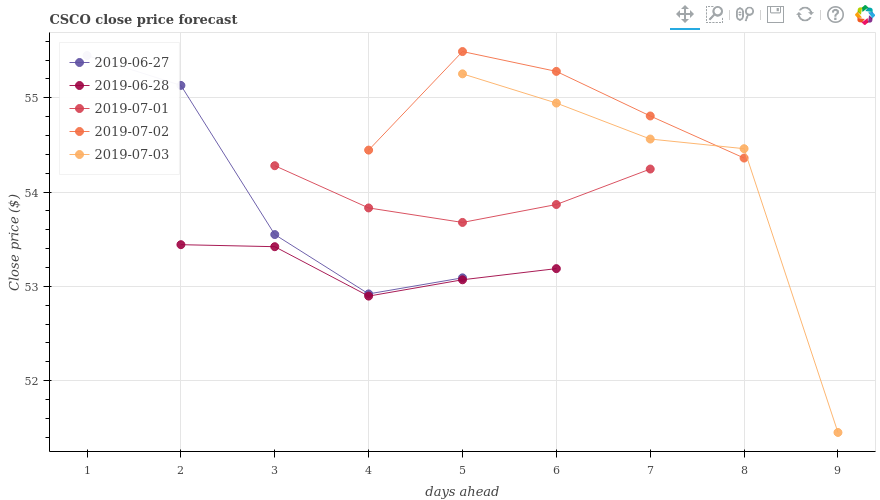 CSCO close price forecast
2019-06-27
2019-06-28
2019-07-01
2019-07-02
2019-07-03
Close price ($)
55
54
53
52
1 2 3 4 5 6 7 8 9
days ahead